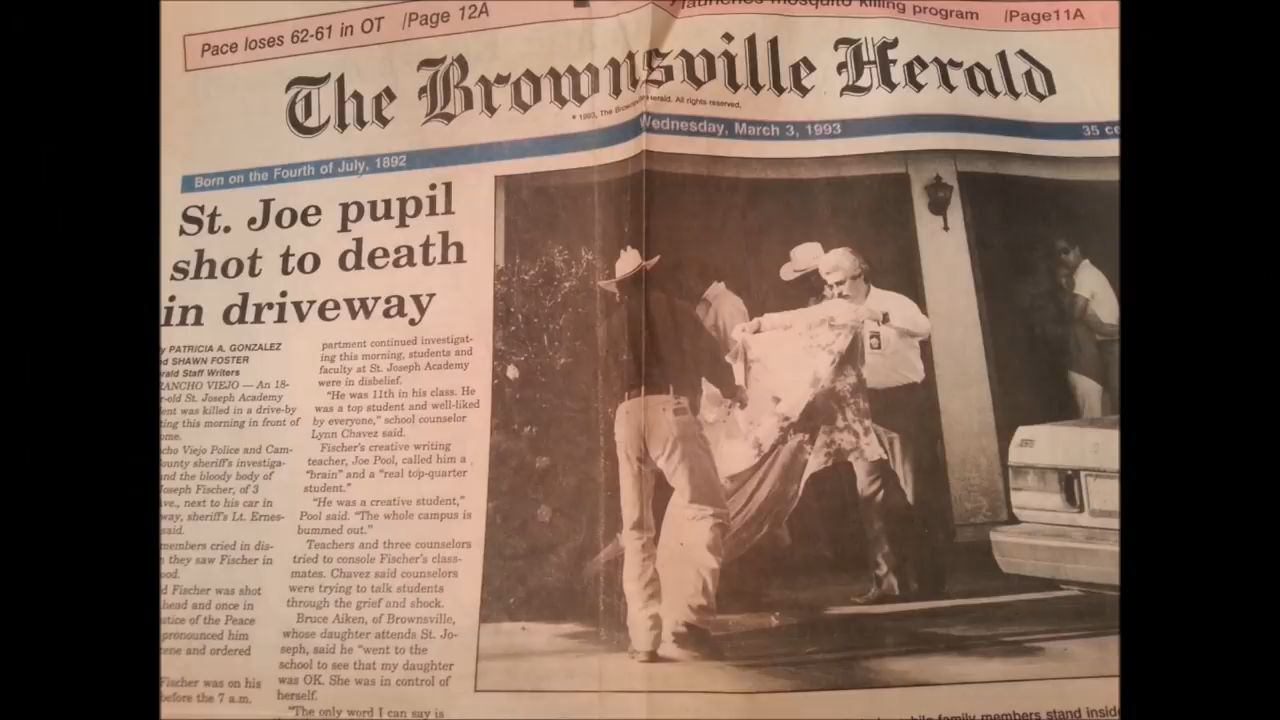 Pace loses 62-61 in OT /Page 12A
mosquito killing program /Page11A
The Brownsville Herald
© 1993, The Herald. All rights reserved.
Wednesday, March 3, 1993
35
Born on the Fourth of July, 1892
St. Joe pupil
shot to death
in driveway
PATRICIA A. GONZALEZ
SHAWN FOSTER
Staff Writers
RANCHO VIEJO — An 18-
-old St. Joseph Academy
was killed in a drive-by
this morning in front of
Viejo Police and Cam-
sheriff's investiga-
the bloody body of
Joseph Fischer, of 3
ve., next to his car in
way, sheriff's Lt. Ernes-
said.
members cried in dis-
they saw Fischer in
Fischer was shot
head and once in
Justice of the Peace
pronounced him
and ordered
Fischer was on his
before the 7 a.m.
partment continued investigat-
ing this morning, students and
faculty at St. Joseph Academy
were in disbelief.
"He was 11th in his class. He
was a top student and well-liked
by everyone," school counselor
Lynn Chavez said.
Fischer's creative writing
teacher, Joe Pool, called him a
"brain" and a "real top-quarter
student."
"He was a creative student,"
Pool said. "The whole campus is
bummed out."
Teachers and three counselors
tried to console Fischer's class-
mates. Chavez said counselors
were trying to talk students
through the grief and shock.
Bruce Aiken, of Brownsville,
whose daughter attends St. Jo-
seph, said he "went to the
school to see that my daughter
was OK. She was in control of
herself.
"The only word I can say is
while family members stand inside